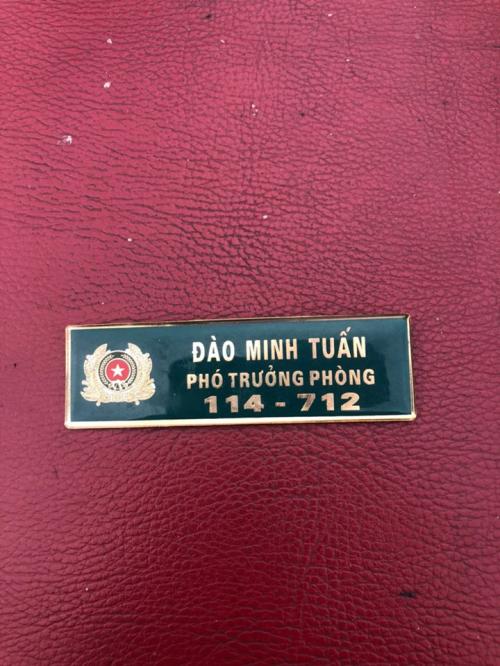 ĐÀO MINH TUẤN
PHÓ TRƯỞNG PHÒNG
114 - 712